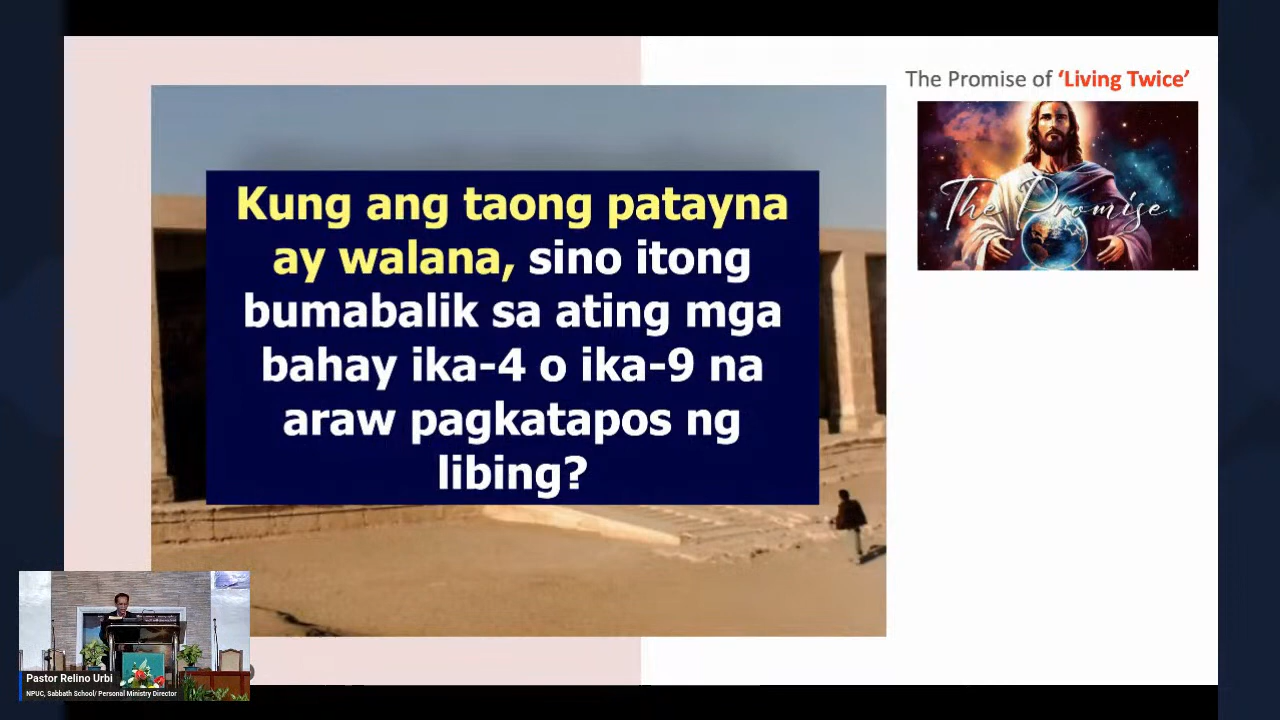 The Promise of ‘Living Twice’
The Promise
Kung ang taong patayna
ay walana, sino itong
bumabalik sa ating mga
bahay ika-4 o ika-9 na
araw pagkatapos ng
libing?
Pastor Relino Urbi
NPUC, Sabbath School/ Personal Ministry Director